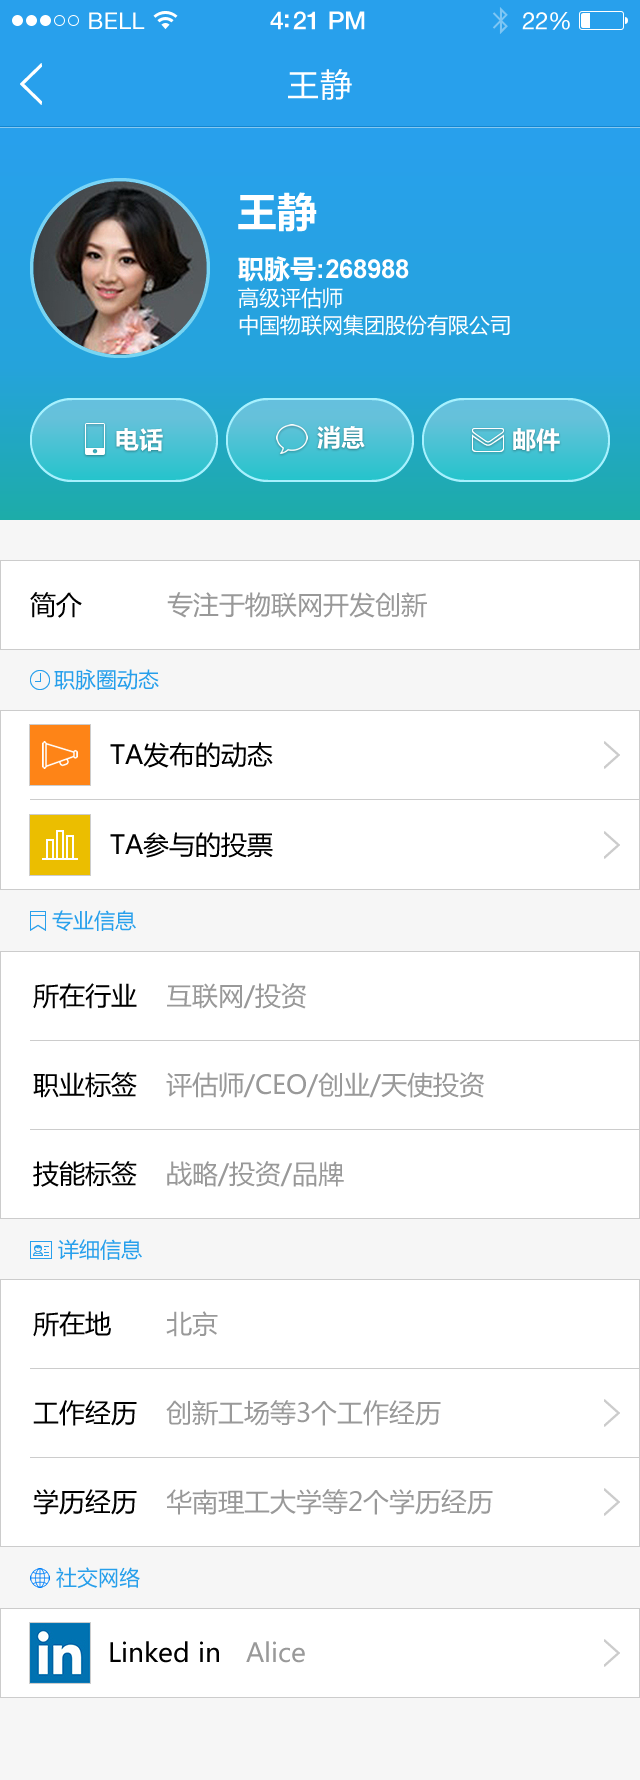 BELL 4:21 PM 22%
王静
王静
职脉号:268988
高级评估师
中国物联网集团股份有限公司
电话 消息 邮件
简介 专注于物联网开发创新
职脉圈动态
TA发布的动态
TA参与的投票
专业信息
所在行业 互联网/投资
职业标签 评估师/CEO/创业/天使投资
技能标签 战略/投资/品牌
详细信息
所在地 北京
工作经历 创新工场等3个工作经历
学历经历 华南理工大学等2个学历经历
社交网络
in Linked in Alice